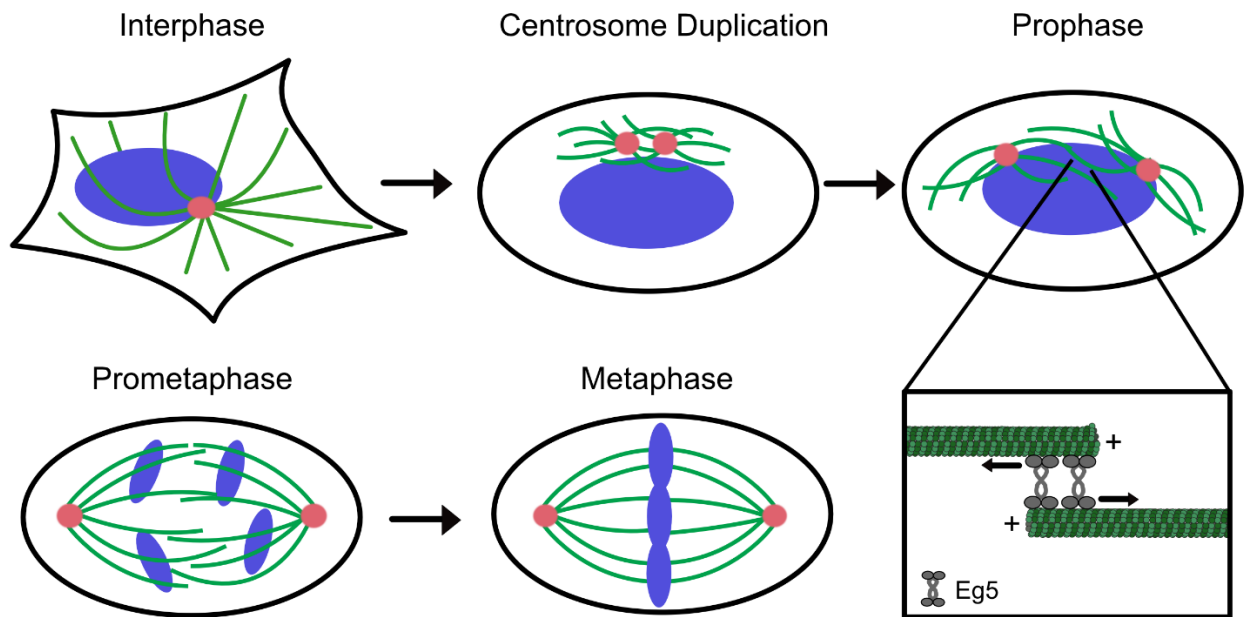 Interphase
Centrosome Duplication
Prophase
Prometaphase
Metaphase
+
+
Eg5